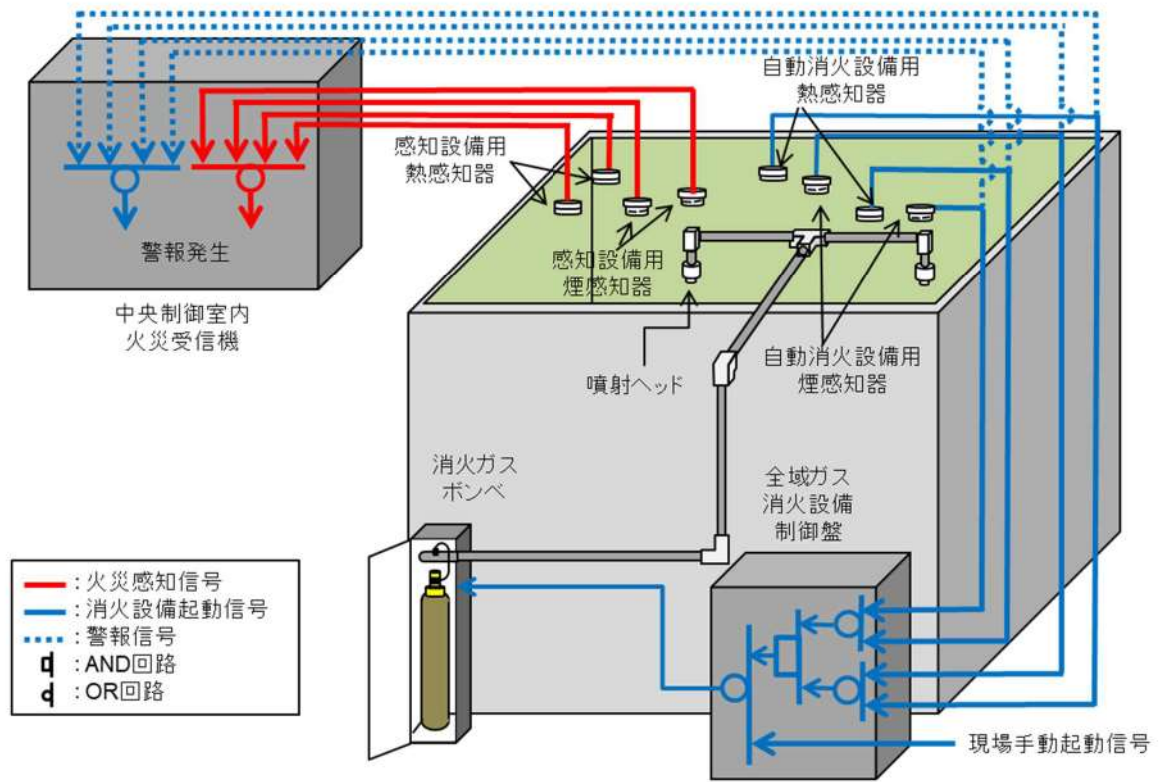 自動消火設備用
熱感知器
感知設備用
熱感知器
感知設備用
煙感知器
警報発生
中央制御室内
火災受信機
噴射ヘッド
自動消火設備用
煙感知器
消火ガス
ボンベ
全域ガス
消火設備
制御盤
:火災感知信号
:消火設備起動信号
:警報信号
:AND回路
:OR回路
現場手動起動信号